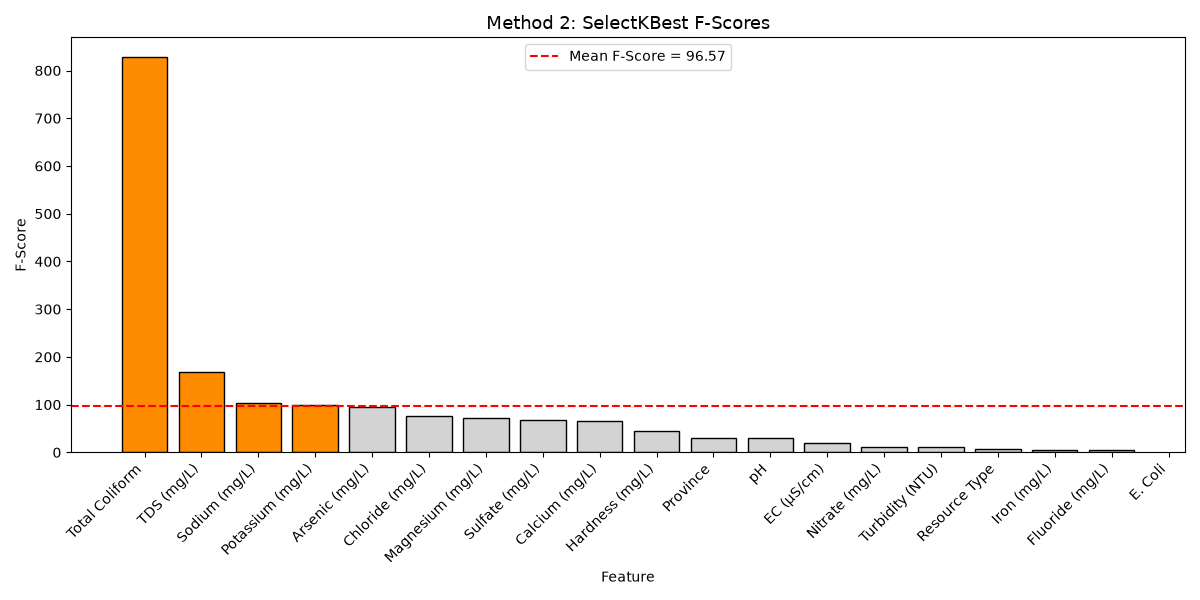 Method 2: SelectKBest F-Scores
Mean F-Score = 96.57
F-Score
800
700
600
500
400
300
200
100
0
Total Coliform
TDS (mg/L)
Sodium (mg/L)
Potassium (mg/L)
Arsenic (mg/L)
Chloride (mg/L)
Magnesium (mg/L)
Sulfate (mg/L)
Calcium (mg/L)
Hardness (mg/L)
Province
pH
EC (µS/cm)
Nitrate (mg/L)
Turbidity (NTU)
Resource Type
Iron (mg/L)
Fluoride (mg/L)
E. Coli
Feature